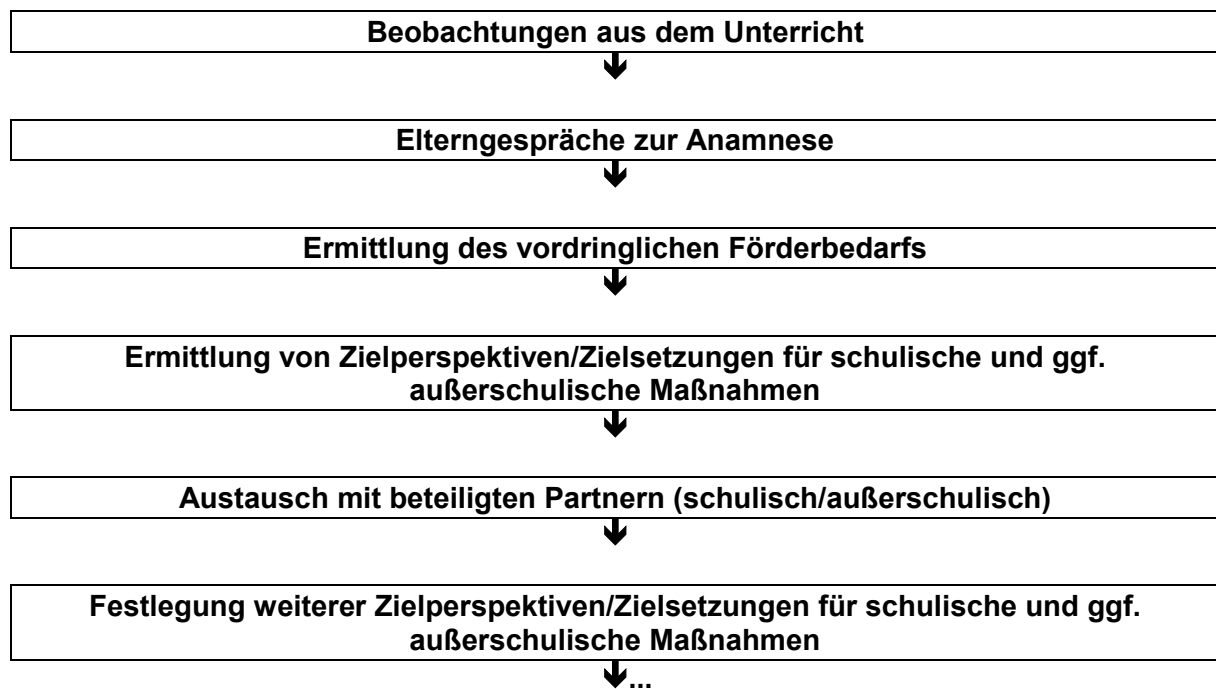 Beobachtungen aus dem Unterricht
Elterngespräche zur Anamnese
Ermittlung des vordringlichen Förderbedarfs
Ermittlung von Zielperspektiven/Zielsetzungen für schulische und ggf.
außerschulische Maßnahmen
Austausch mit beteiligten Partnern (schulisch/außerschulisch)
Festlegung weiterer Zielperspektiven/Zielsetzungen für schulische und ggf.
außerschulische Maßnahmen
...